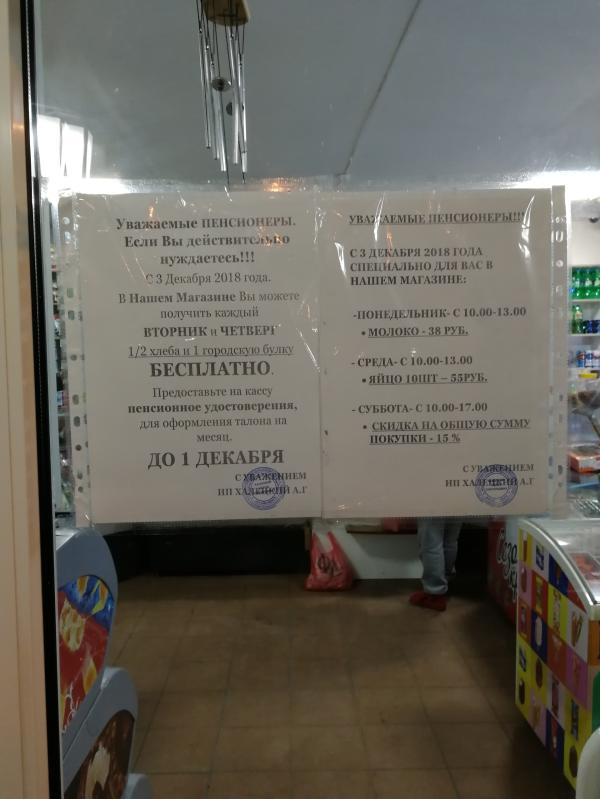 Уважаемые ПЕНСИОНЕРЫ.
Если Вы действительно
нуждаетесь!!!
С 3 Декабря 2018 года.
В Нашем Магазине Вы можете
получить каждый
ВТОРНИК и ЧЕТВЕРГ
1/2 хлеба и 1 городскую булку
БЕСПЛАТНО.
Предоставьте на кассу
пенсионное удостоверения,
для оформления талона на
месяц.
ДО 1 ДЕКАБРЯ
С УВАЖЕНИЕМ
ИП ХАЛЕЦКИЙ А.Г
УВАЖАЕМЫЕ ПЕНСИОНЕРЫ!!!
С 3 ДЕКАБРЯ 2018 ГОДА
СПЕЦИАЛЬНО ДЛЯ ВАС В
НАШЕМ МАГАЗИНЕ:
-ПОНЕДЕЛЬНИК- С 10.00-13.00
• МОЛОКО - 38 РУБ.
-СРЕДА- С 10.00-13.00
• ЯЙЦО 10ШТ – 55РУБ.
-СУББОТА- С 10.00-17.00
• СКИДКА НА ОБЩУЮ СУММУ
ПОКУПКИ - 15 %
С УВАЖЕНИЕМ
ИП ХАЛЕЦКИЙ А.Г